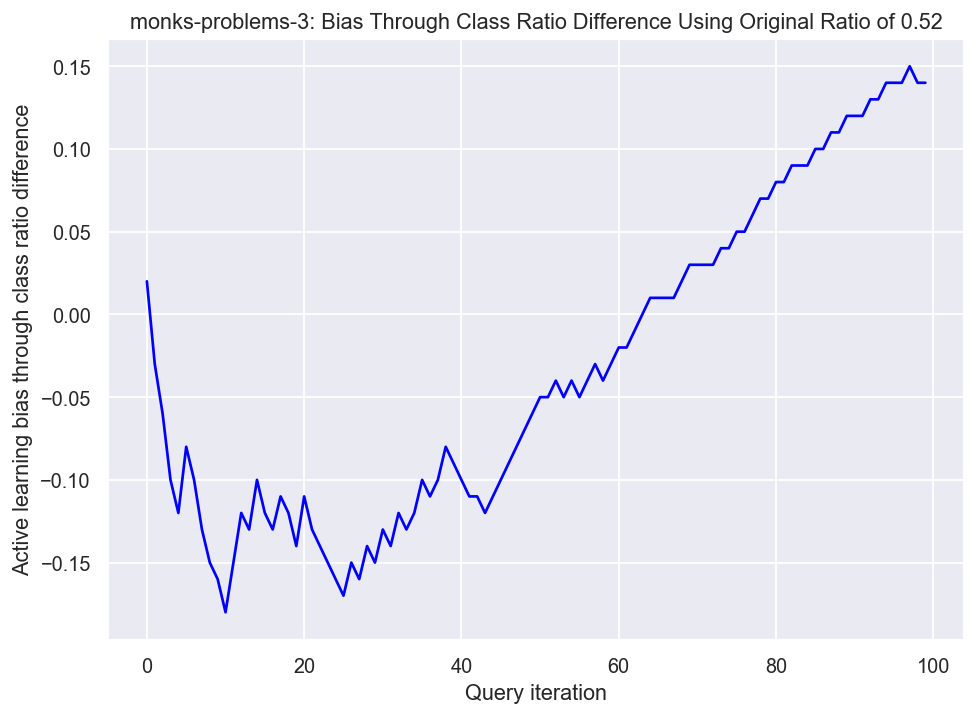 monks-problems-3: Bias Through Class Ratio Difference Using Original Ratio of 0.52
Active learning bias through class ratio difference
0.15
0.10
0.05
0.00
−0.05
−0.10
−0.15
0 20 40 60 80 100
Query iteration